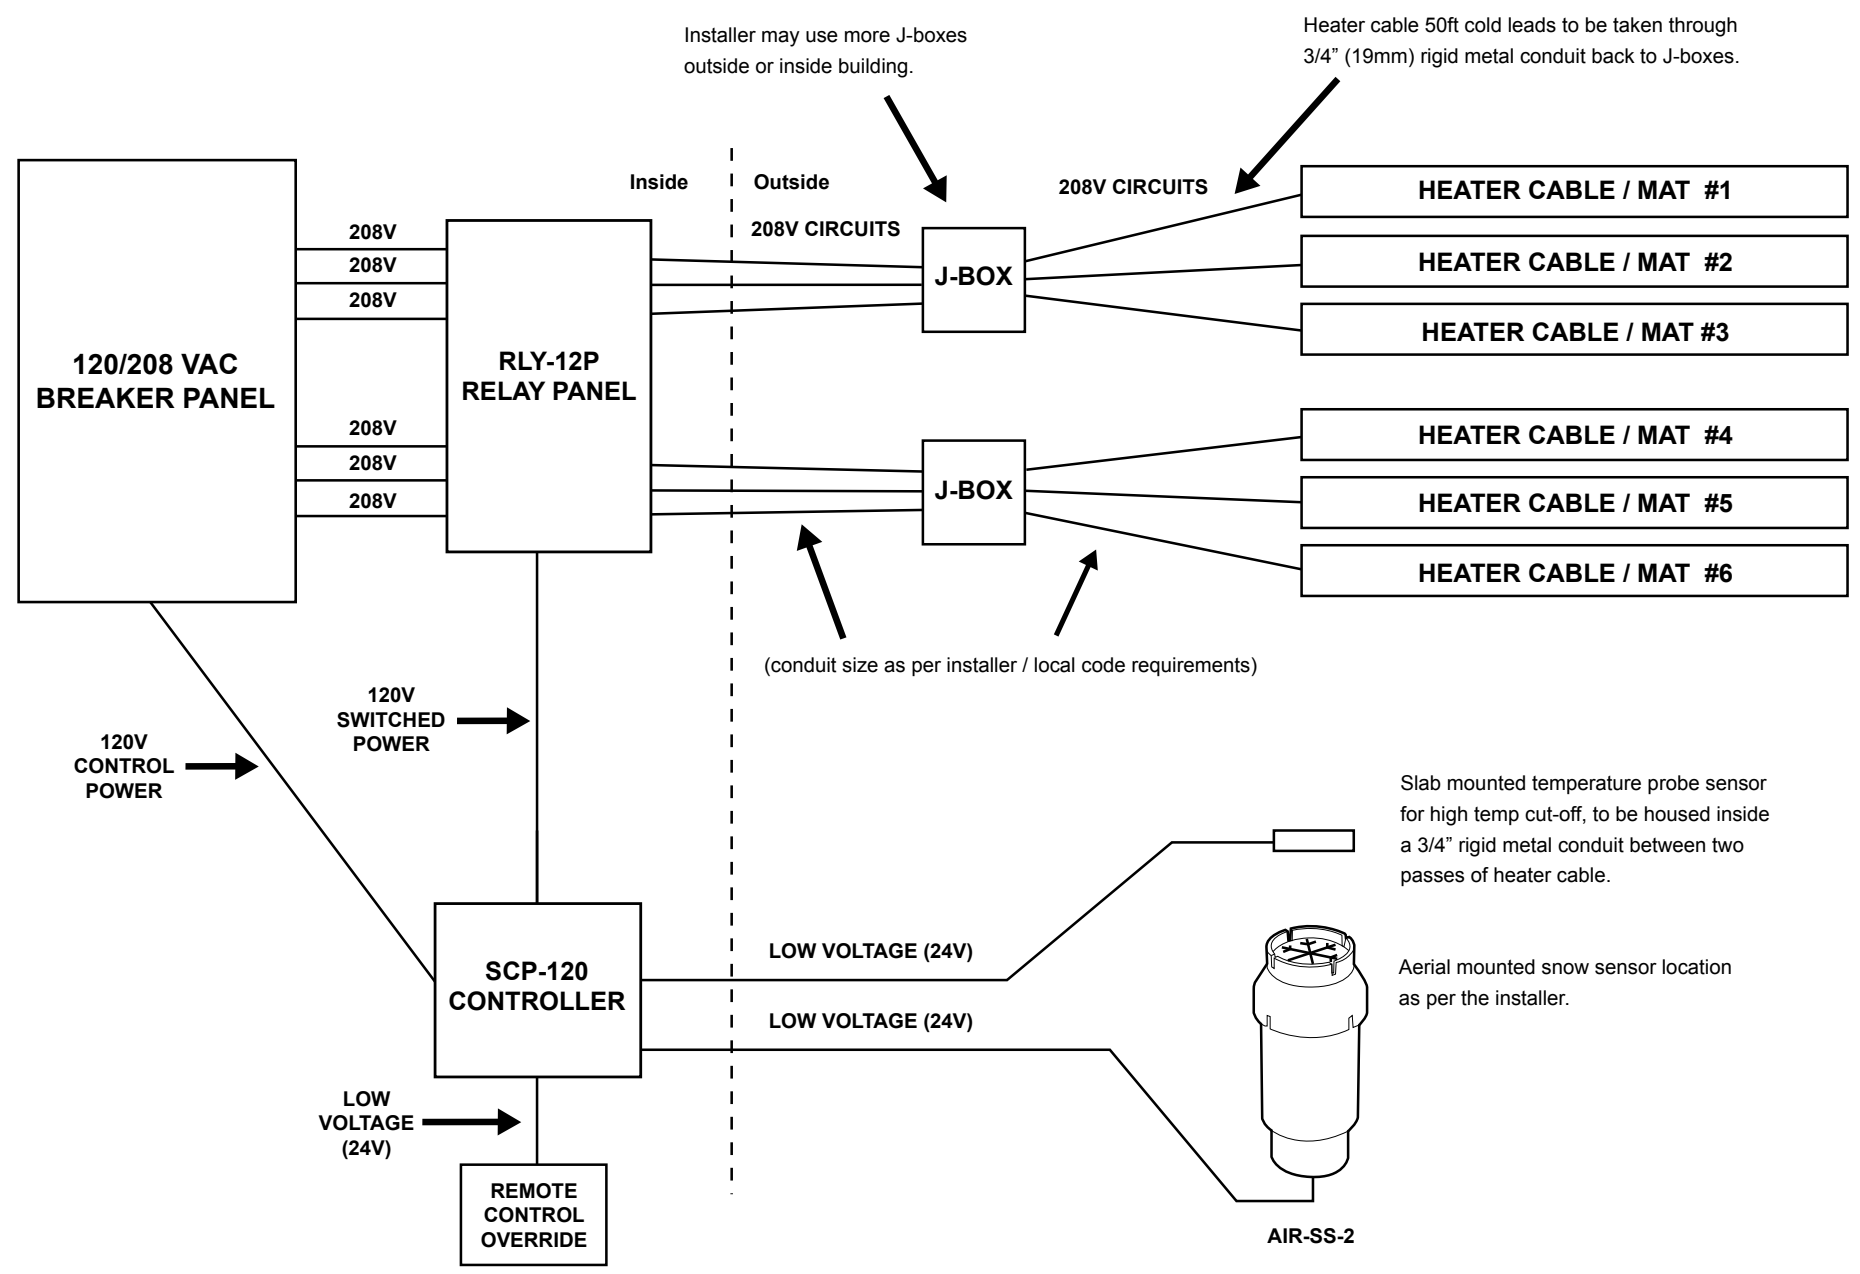 Installer may use more J-boxes
outside or inside building.
Heater cable 50ft cold leads to be taken through
3/4” (19mm) rigid metal conduit back to J-boxes.
Inside
Outside
208V CIRCUITS
208V CIRCUITS
120/208 VAC
BREAKER PANEL
208V
208V
208V
208V
208V
208V
RLY-12P
RELAY PANEL
J-BOX
J-BOX
HEATER CABLE / MAT #1
HEATER CABLE / MAT #2
HEATER CABLE / MAT #3
HEATER CABLE / MAT #4
HEATER CABLE / MAT #5
HEATER CABLE / MAT #6
(conduit size as per installer / local code requirements)
120V
SWITCHED
POWER
120V
CONTROL
POWER
Slab mounted temperature probe sensor
for high temp cut-off, to be housed inside
a 3/4” rigid metal conduit between two
passes of heater cable.
SCP-120
CONTROLLER
LOW VOLTAGE (24V)
LOW VOLTAGE (24V)
Aerial mounted snow sensor location
as per the installer.
LOW
VOLTAGE
(24V)
REMOTE
CONTROL
OVERRIDE
AIR-SS-2